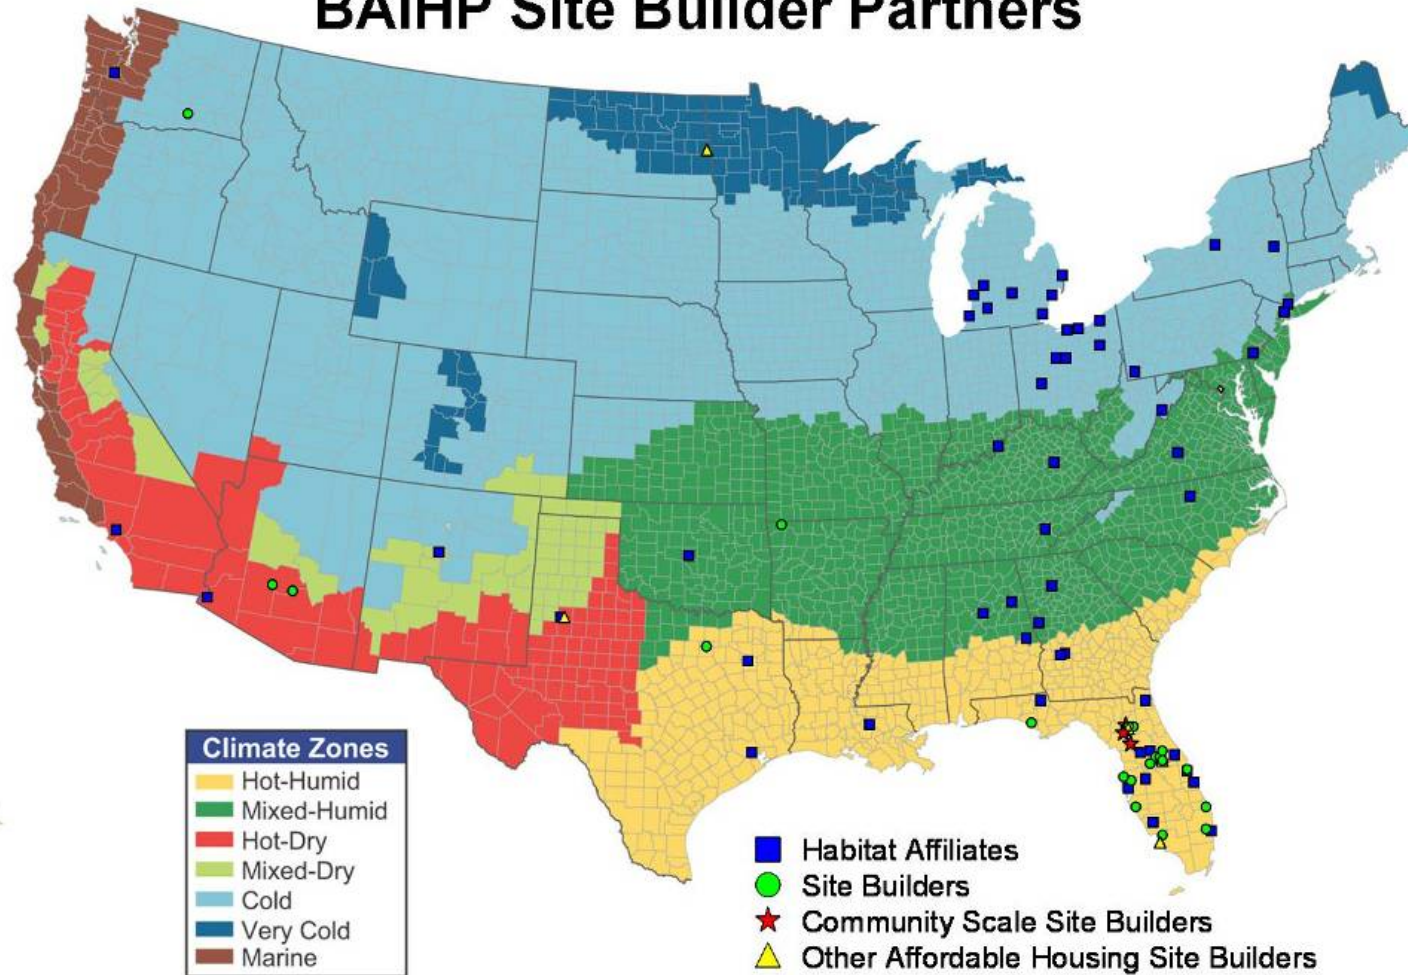 BAIHP Site Builder Partners
Climate Zones
Hot-Humid
Mixed-Humid
Hot-Dry
Mixed-Dry
Cold
Very Cold
Marine
Habitat Affiliates
Site Builders
Community Scale Site Builders
Other Affordable Housing Site Builders